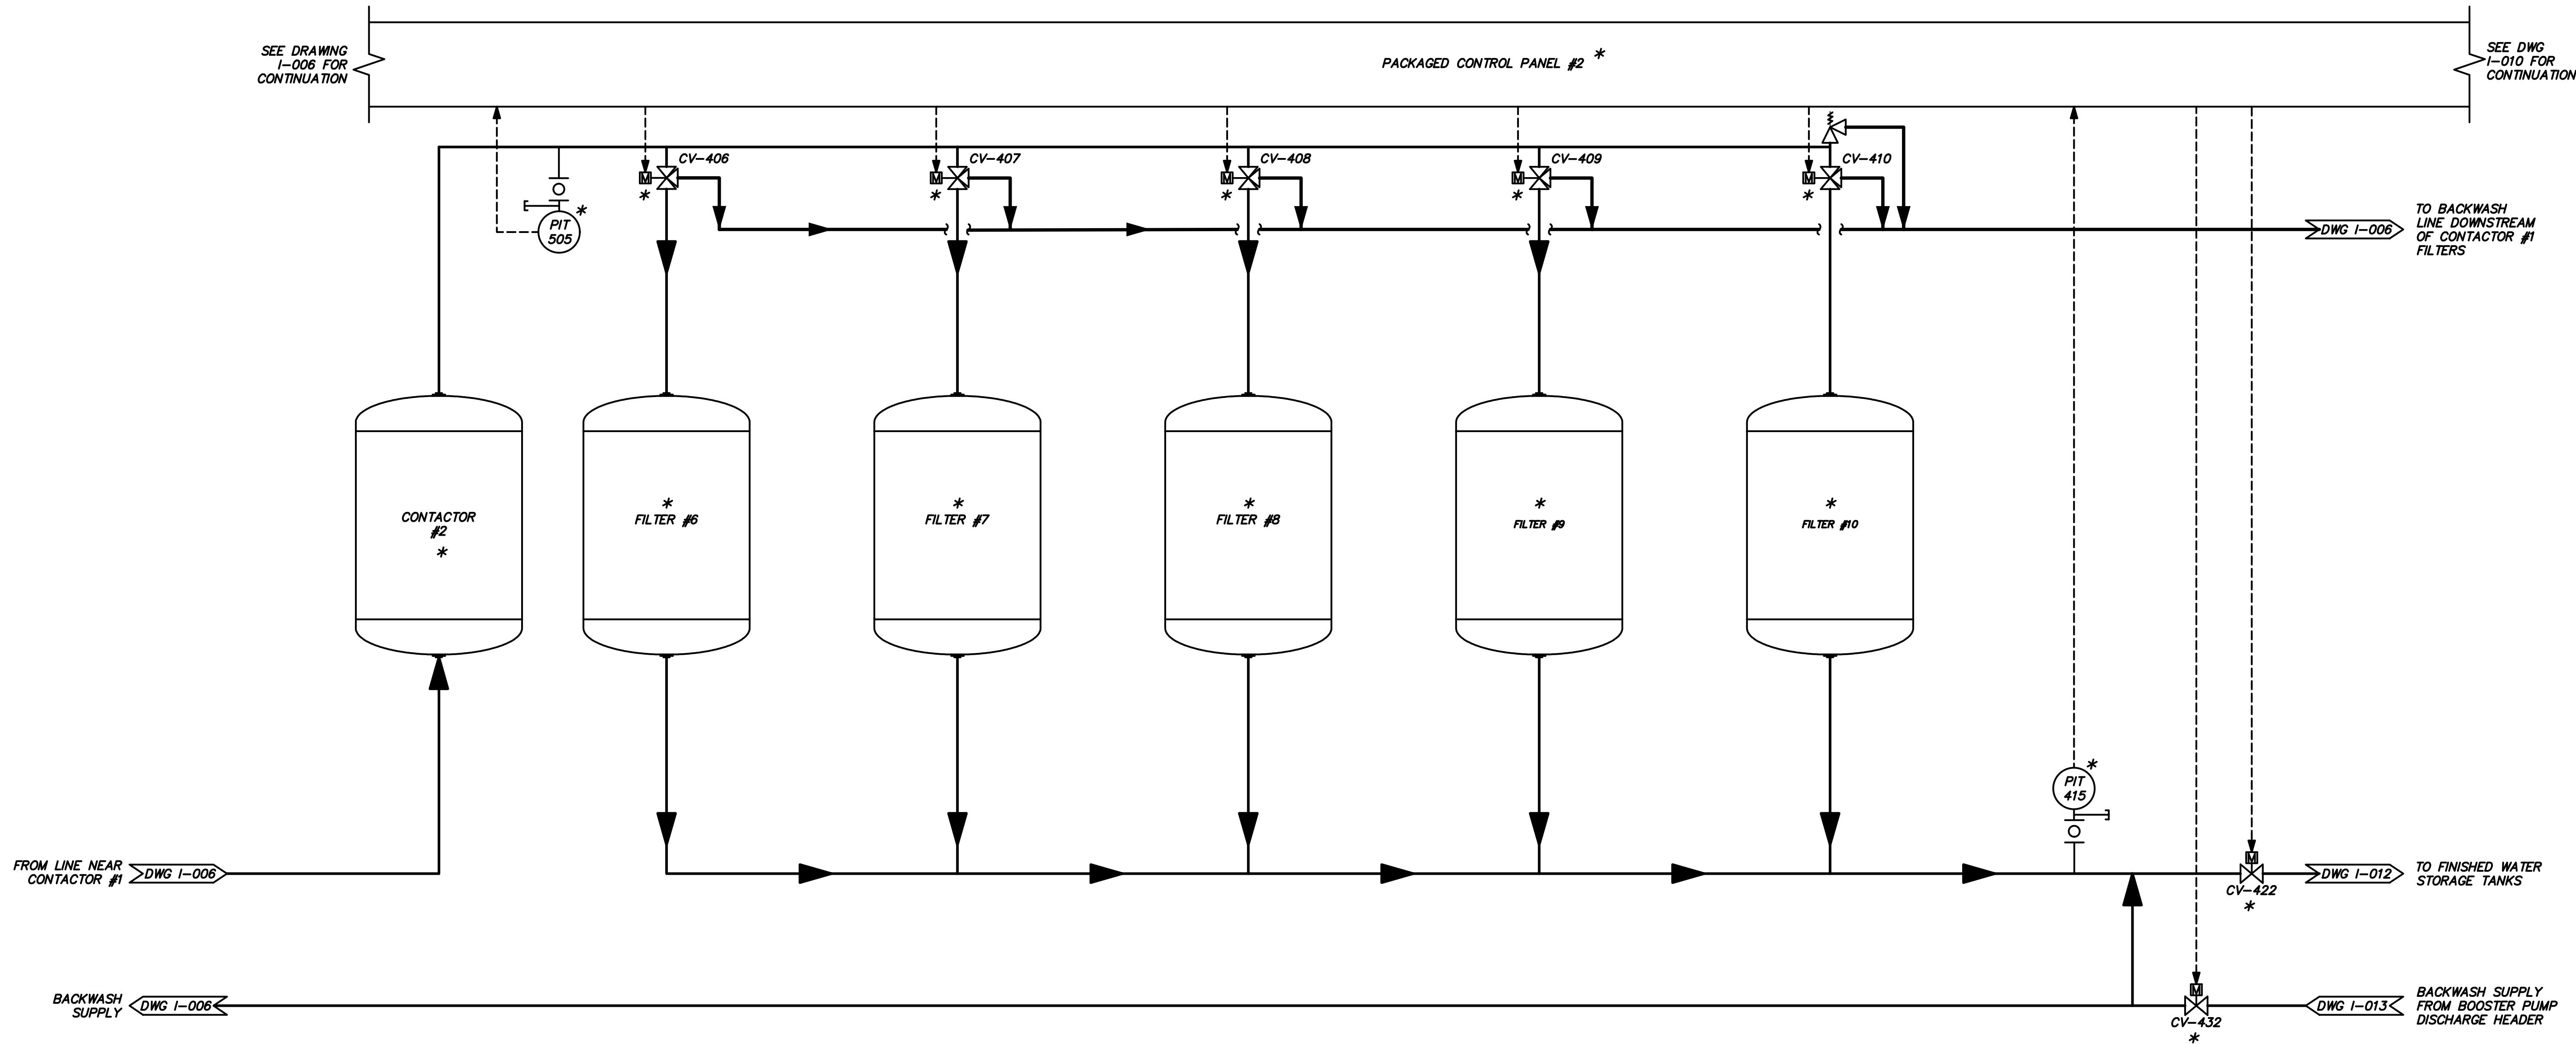 SEE DRAWING
I-006 FOR
CONTINUATION
PACKAGED CONTROL PANEL #2 *
SEE DWG
I-010 FOR
CONTINUATION
CV-406
CV-407
CV-408
CV-409
CV-410
M
M
M
M
M
*
*
*
*
*
PIT
505
*
DWG I-006
TO BACKWASH
LINE DOWNSTREAM
OF CONTACTOR #1
FILTERS
CONTACTOR
#2
*
*
FILTER #6
*
FILTER #7
*
FILTER #8
*
FILTER #9
*
FILTER #10
PIT
415
*
FROM LINE NEAR
CONTACTOR #1
DWG I-006
M
CV-422
*
DWG I-012
TO FINISHED WATER
STORAGE TANKS
BACKWASH
SUPPLY
DWG I-006
M
CV-432
*
DWG I-013
BACKWASH SUPPLY
FROM BOOSTER PUMP
DISCHARGE HEADER